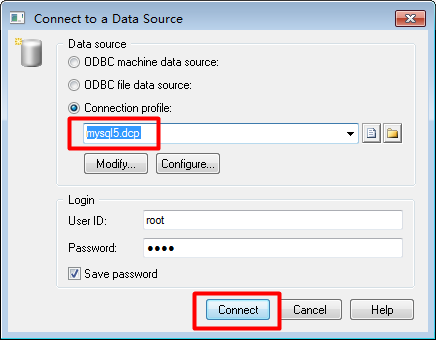 Connect to a Data Source
Data source
ODBC machine data source:
ODBC file data source:
Connection profile:
mysql5.dcp
Modify...
Configure...
Login
User ID:
root
Password:
●●●●
Save password
Connect
Cancel
Help